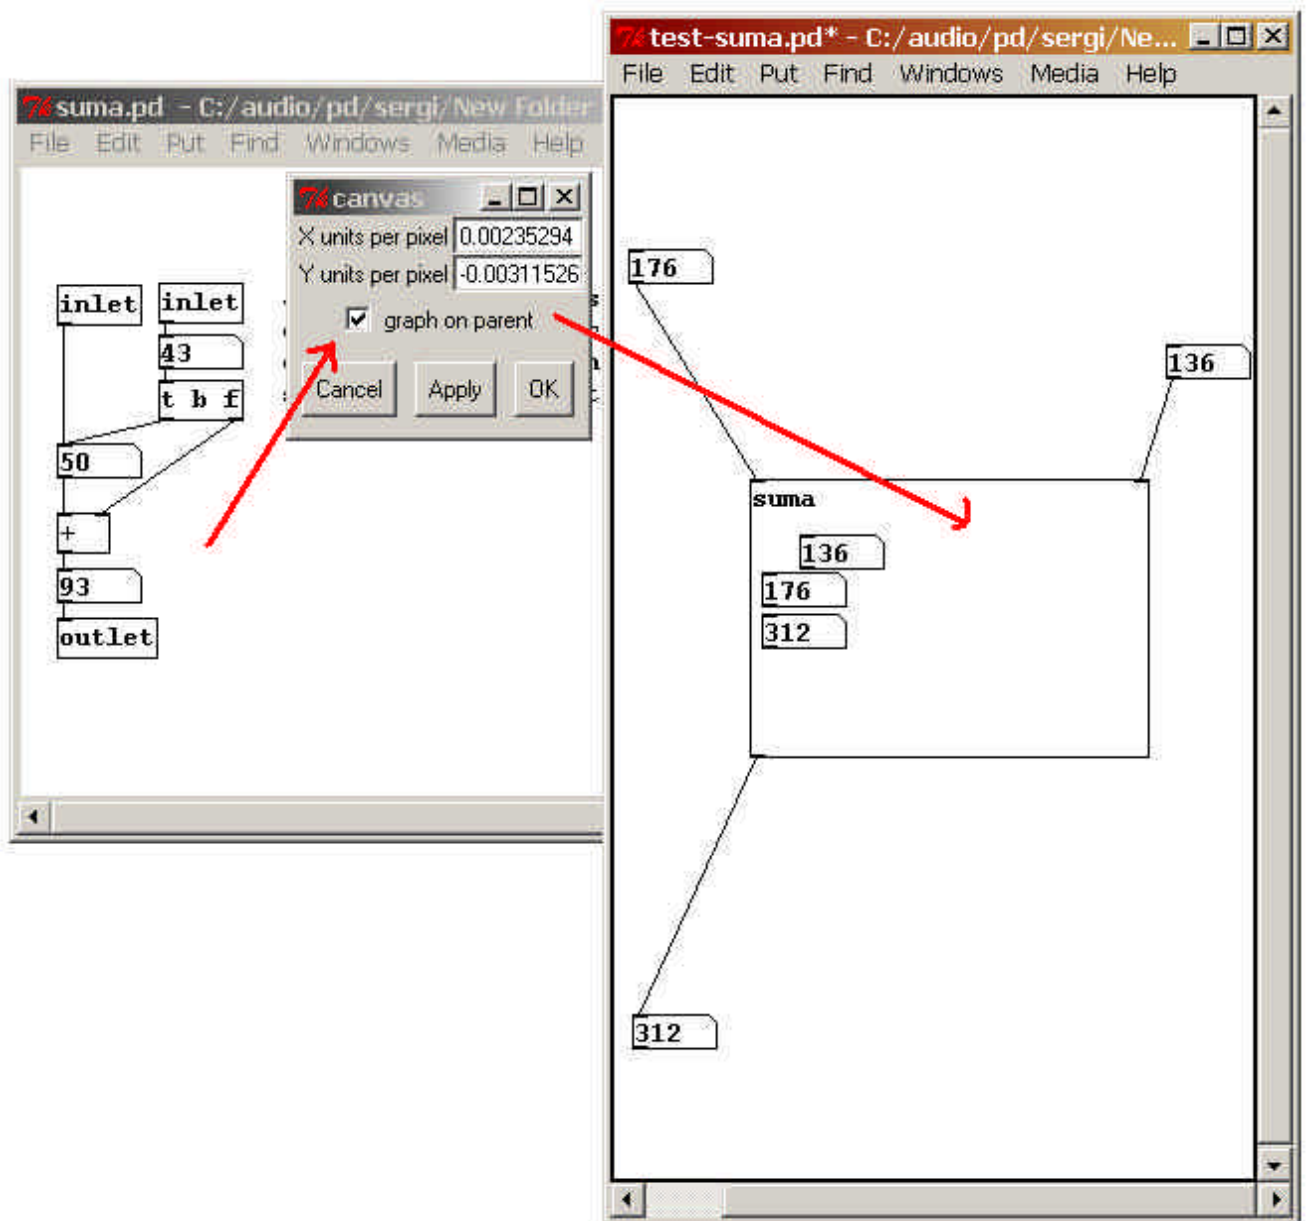 suma.pd - C:/audio/pd/sergi/New Folder
File Edit Put Find Windows Media Help
inlet
inlet
43
t b f
50
+
93
outlet
canvas
X units per pixel 0.00235294
Y units per pixel -0.00311526
graph on parent
Cancel Apply OK
test-suma.pd* - C:/audio/pd/sergi/Ne...
File Edit Put Find Windows Media Help
176
136
suma
136
176
312
312